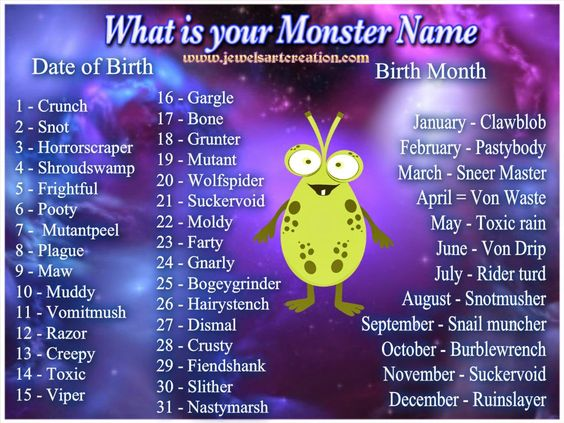 What is your Monster Name
www.jewelsartcreation.com
Date of Birth
1 - Crunch
2 - Snot
3 - Horrorscraper
4 - Shroudswamp
5 - Frightful
6 - Pooty
7 - Mutantpeel
8 - Plague
9 - Maw
10 - Muddy
11 - Vomitmush
12 - Razor
13 - Creepy
14 - Toxic
15 - Viper
16 - Gargle
17 - Bone
18 - Grunter
19 - Mutant
20 - Wolfspider
21 - Suckervoid
22 - Moldy
23 - Farty
24 - Gnarly
25 - Bogeygrinder
26 - Hairystench
27 - Dismal
28 - Crusty
29 - Fiendshank
30 - Slither
31 - Nastymarsh
Birth Month
January - Clawblob
February - Pastybody
March - Sneer Master
April = Von Waste
May - Toxic rain
June - Von Drip
July - Rider turd
August - Snotmusher
September - Snail muncher
October - Burblewrench
November - Suckervoid
December - Ruinslayer